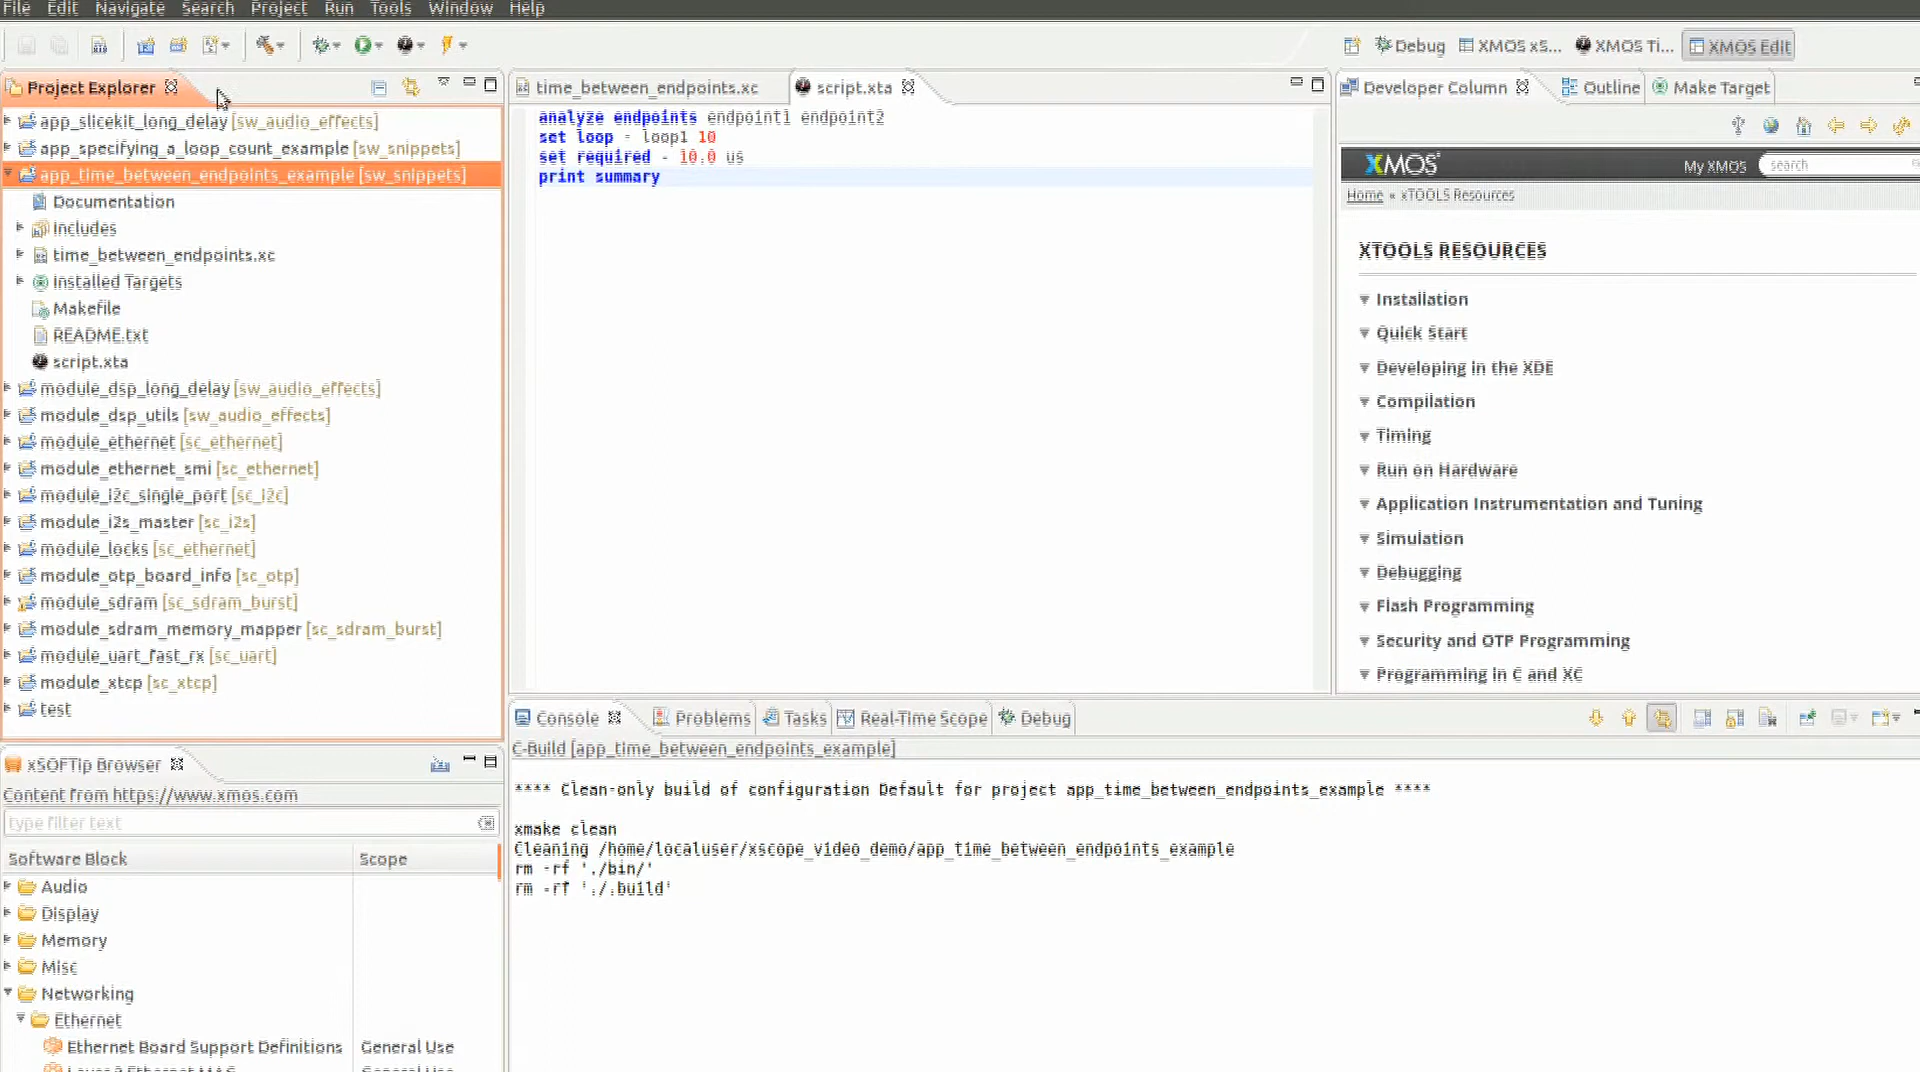 File Edit Navigate Search Project Run Tools Window Help
Debug XMOS xS... XMOS Ti... XMOS Edit
Project Explorer
app_slicekit_long_delay [sw_audio_effects]
app_specifying_a_loop_count_example [sw_snippets]
app_time_between_endpoints_example [sw_snippets]
Documentation
Includes
time_between_endpoints.xc
Installed Targets
Makefile
README.txt
script.xta
module_dsp_long_delay [sw_audio_effects]
module_dsp_utils [sw_audio_effects]
module_ethernet [sc_ethernet]
module_ethernet_smi [sc_ethernet]
module_i2c_single_port [sc_i2c]
module_i2s_master [sc_i2s]
module_locks [sc_ethernet]
module_otp_board_info [sc_otp]
module_sdram [sc_sdram_burst]
module_sdram_memory_mapper [sc_sdram_burst]
module_uart_fast_rx [sc_uart]
module_xtcp [sc_xtcp]
test
xSOFTip Browser
Content from https://www.xmos.com
type filter text
Software Block Scope
Audio
Display
Memory
Misc
Networking
Ethernet
Ethernet Board Support Definitions General Use
time_between_endpoints.xc script.xta
analyze endpoints endpoint1 endpoint2
set loop - loop1 10
set required - 10.0 us
print summary
Developer Column Outline Make Target
XMOS My XMOS search
Home « xTOOLS Resources
XTOOLS RESOURCES
Installation
Quick Start
Developing in the XDE
Compilation
Timing
Run on Hardware
Application Instrumentation and Tuning
Simulation
Debugging
Flash Programming
Security and OTP Programming
Programming in C and XC
Console Problems Tasks Real-Time Scope Debug
C-Build [app_time_between_endpoints_example]
**** Clean-only build of configuration Default for project app_time_between_endpoints_example ****
xmake clean
Cleaning /home/localuser/xscope_video_demo/app_time_between_endpoints_example
rm -rf './bin/'
rm -rf './.build'